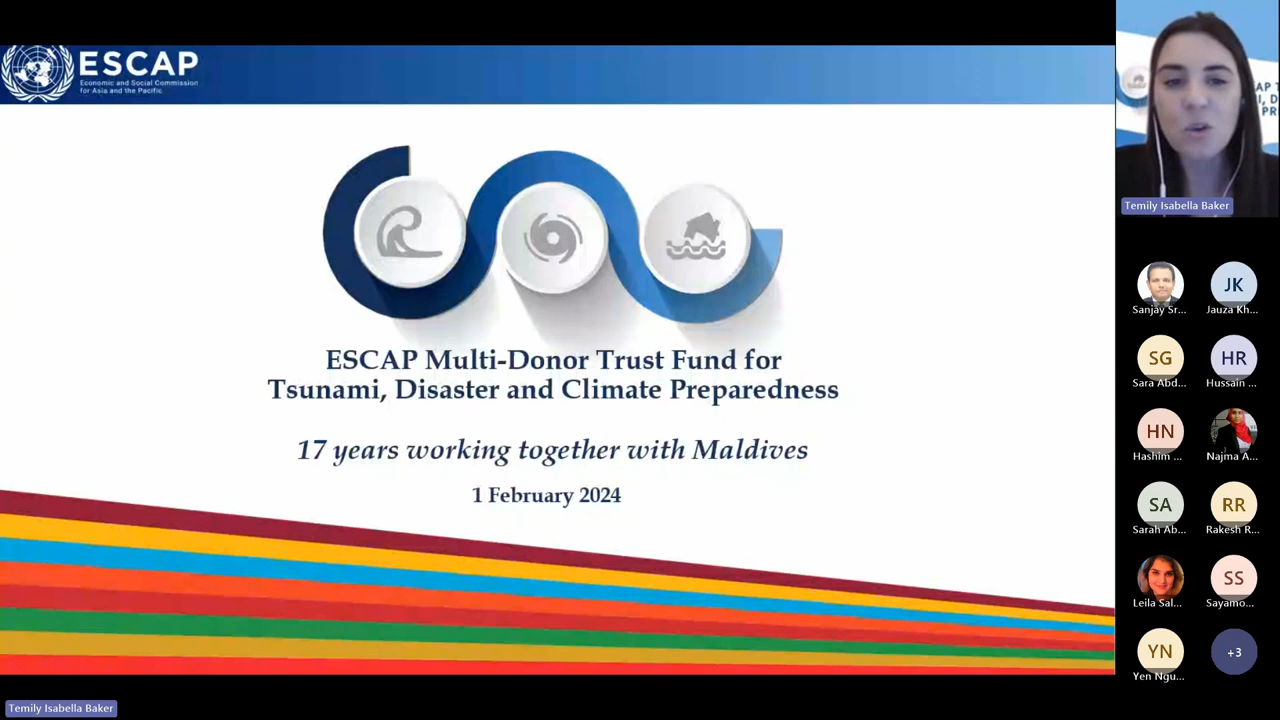 ESCAP
Economic and Social Commission
for Asia and the Pacific
ESCAP Multi-Donor Trust Fund for
Tsunami, Disaster and Climate Preparedness
17 years working together with Maldives
1 February 2024
Temily Isabella Baker
Sanjay Sr...
JK
Jauza Kh...
SG
Sara Abd...
HR
Hussain ...
HN
Hashim ...
Najma A...
SA
Sarah Ab...
RR
Rakesh R...
Leila Sal...
SS
Sayamo...
YN
Yen Ngu...
+3
Temily Isabella Baker